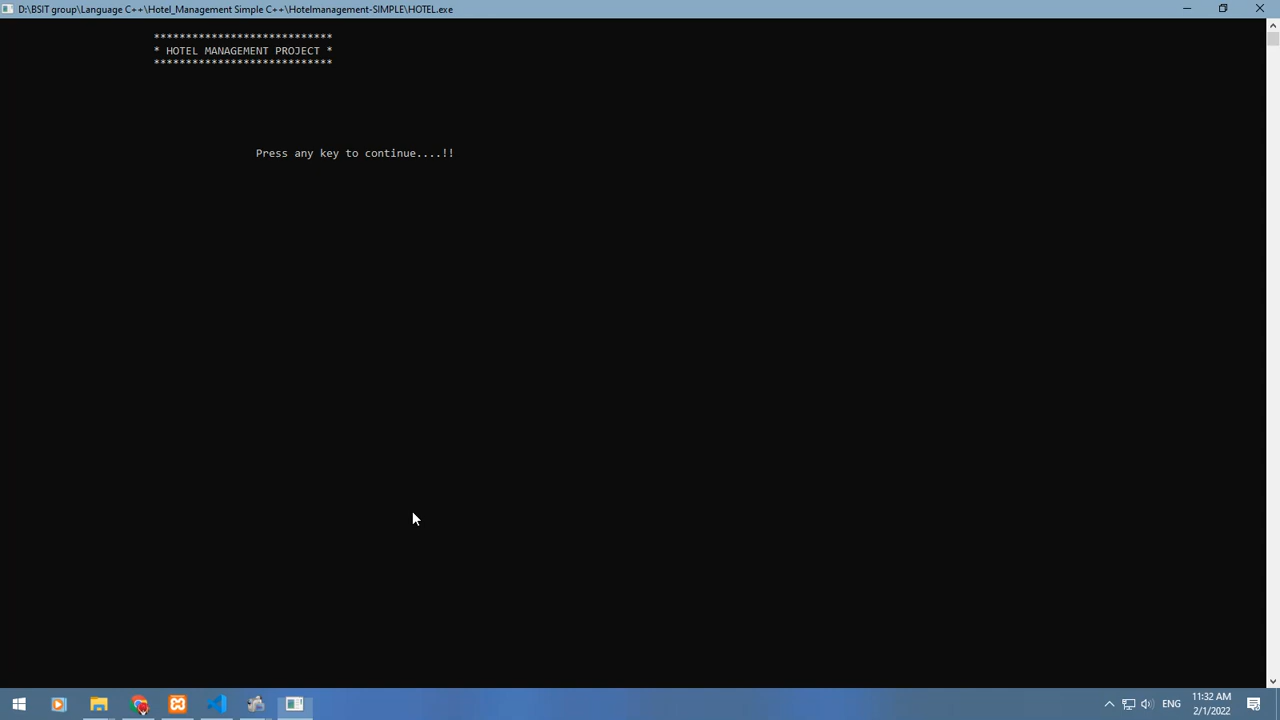 D:\BSIT group\Language C++\Hotel_Management Simple C++\Hotelmanagement-SIMPLE\HOTEL.exe
****************************
* HOTEL MANAGEMENT PROJECT *
****************************
Press any key to continue....!!
ENG
11:32 AM
2/1/2022